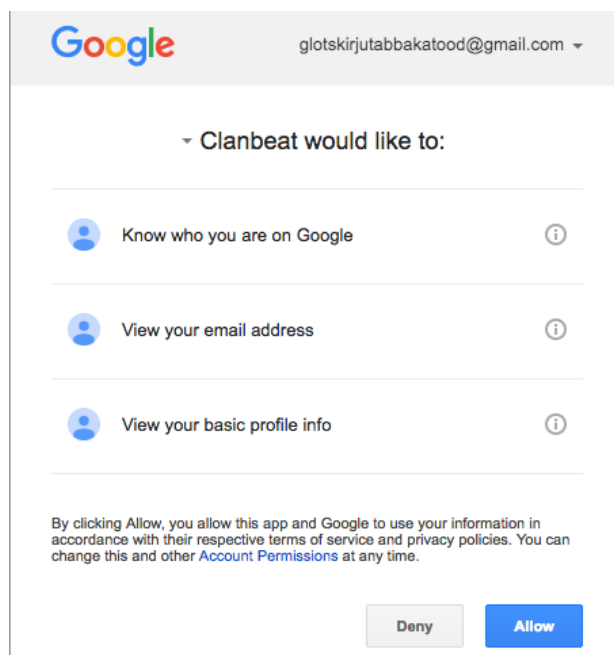 Google
glotskirjutabbakatood@gmail.com
Clanbeat would like to:
Know who you are on Google
View your email address
View your basic profile info
By clicking Allow, you allow this app and Google to use your information in
accordance with their respective terms of service and privacy policies. You can
change this and other Account Permissions at any time.
Deny
Allow